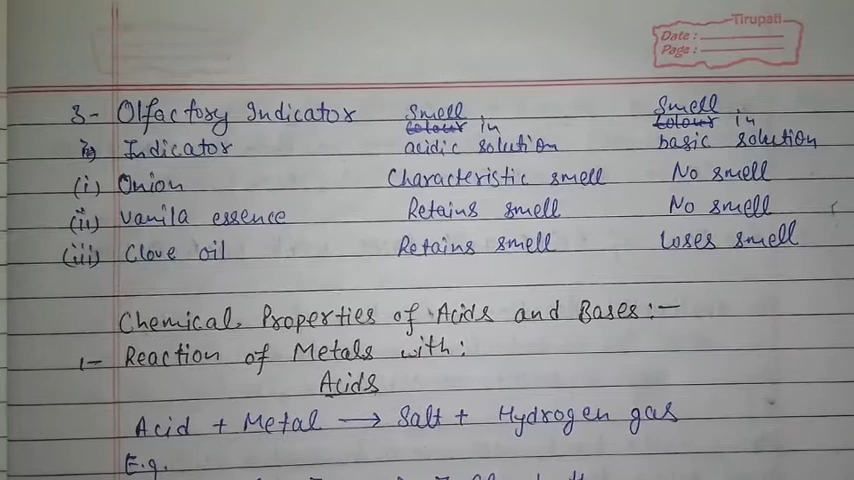 Tirupati
Date :
Page :
3- Olfactory Indicator Smell Smell
Indicator colour in acidic solution colour in basic solution
(i) Onion Characteristic smell No smell
(ii) Vanila essence Retains smell No smell
(iii) Clove oil Retains smell Loses smell
Chemical Properties of Acids and Bases :-
1- Reaction of Metals with :
Acids
Acid + Metal → Salt + Hydrogen gas
E.g.